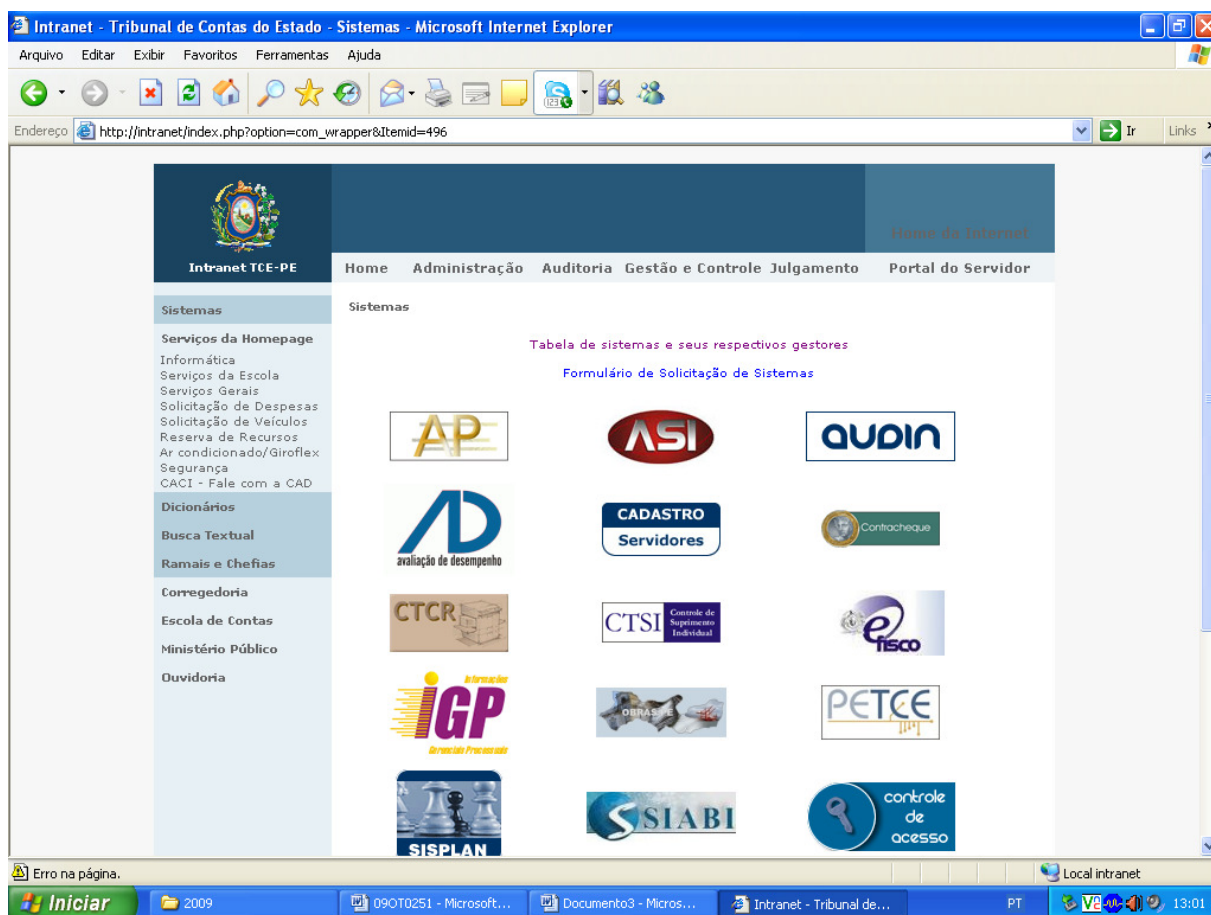 Intranet - Tribunal de Contas do Estado - Sistemas - Microsoft Internet Explorer
Arquivo Editar Exibir Favoritos Ferramentas Ajuda
Endereço http://intranet/index.php?option=com_wrapper&Itemid=496 Ir Links
Home da Internet
Intranet TCE-PE
Home Administração Auditoria Gestão e Controle Julgamento Portal do Servidor
Sistemas
Serviços da Homepage
Informática
Serviços da Escola
Serviços Gerais
Solicitação de Despesas
Solicitação de Veículos
Reserva de Recursos
Ar condicionado/Giroflex
Segurança
CACI - Fale com a CAD
Dicionários
Busca Textual
Ramais e Chefias
Corregedoria
Escola de Contas
Ministério Público
Ouvidoria
Sistemas
Tabela de sistemas e seus respectivos gestores
Formulário de Solicitação de Sistemas
AP
ASI
AUDIN
AD
avaliação de desempenho
CADASTRO
Servidores
Contracheque
CTCR
CTSI
Controle de
Suprimento
Individual
e
fisco
Informações
iGP
Gerenciais Processuais
OBRAS PE
PETCE
SISPLAN
SIABI
controle
de
acesso
Erro na página. Local intranet
Iniciar 2009 09OT0251 - Microsoft... Documento3 - Micros... Intranet - Tribunal de... PT 13:01